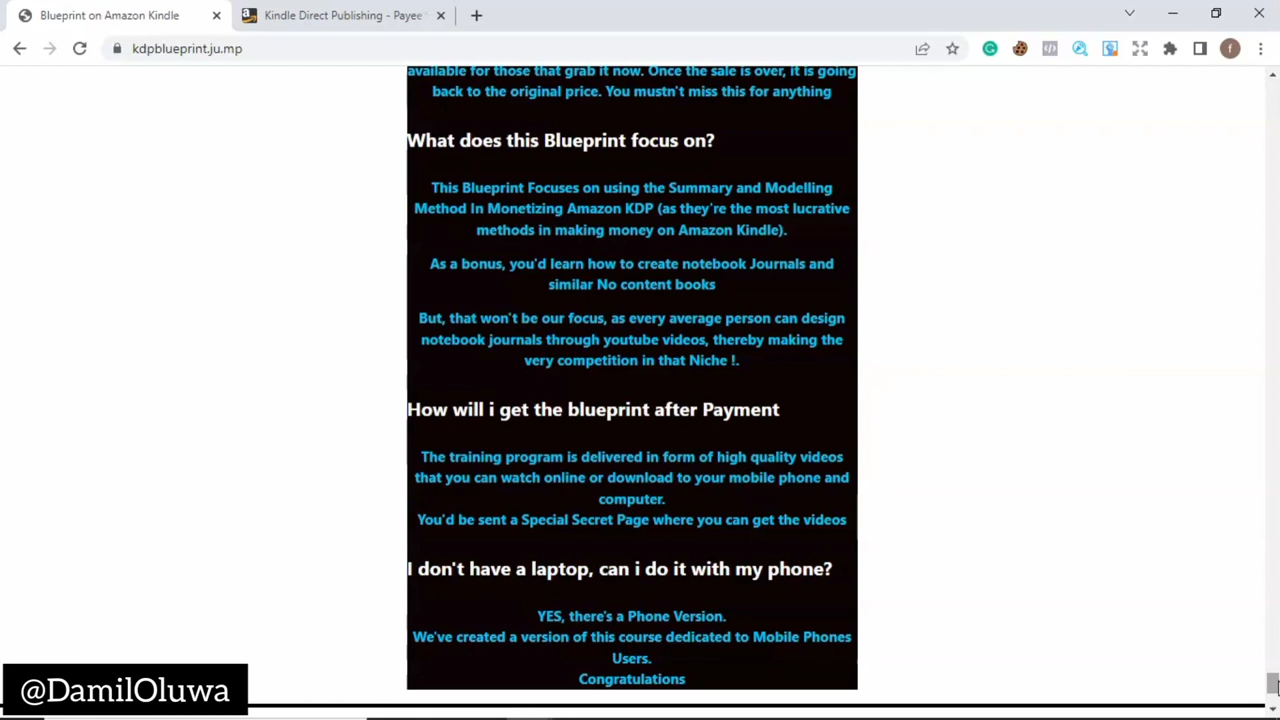 Blueprint on Amazon Kindle
Kindle Direct Publishing - Payee
kdpblueprint.ju.mp
available for those that grab it now. Once the sale is over, it is going
back to the original price. You mustn't miss this for anything
What does this Blueprint focus on?
This Blueprint Focuses on using the Summary and Modelling
Method In Monetizing Amazon KDP (as they're the most lucrative
methods in making money on Amazon Kindle).
As a bonus, you'd learn how to create notebook Journals and
similar No content books
But, that won't be our focus, as every average person can design
notebook journals through youtube videos, thereby making the
very competition in that Niche !.
How will i get the blueprint after Payment
The training program is delivered in form of high quality videos
that you can watch online or download to your mobile phone and
computer.
You'd be sent a Special Secret Page where you can get the videos
I don't have a laptop, can i do it with my phone?
YES, there's a Phone Version.
We've created a version of this course dedicated to Mobile Phones
Users.
Congratulations
@DamilOluwa